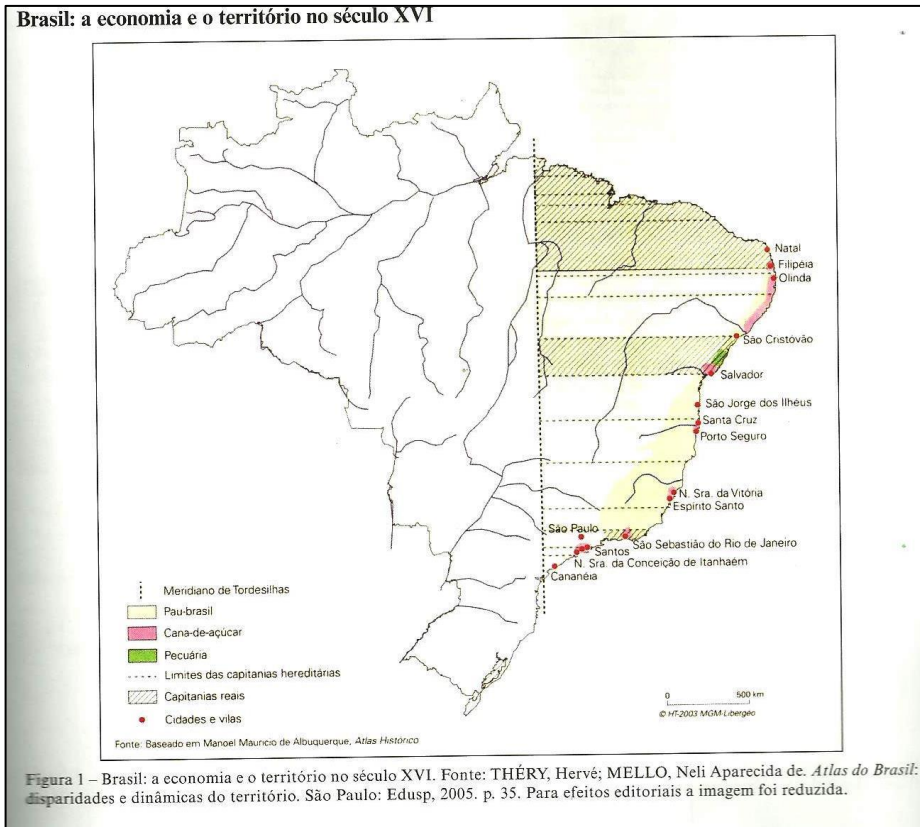 Brasil: a economia e o território no século XVI
Natal
Filipéia
Olinda
São Cristóvão
Salvador
São Jorge dos Ilhéus
Santa Cruz
Porto Seguro
N. Sra. da Vitória
Espírito Santo
São Paulo
São Sebastião do Rio de Janeiro
Santos
N. Sra. da Conceição de Itanhaém
Cananéia
Meridiano de Tordesilhas
Pau-brasil
Cana-de-açúcar
Pecuária
Limites das capitanias hereditárias
Capitanias reais
Cidades e vilas
0 500 km
© HT-2003 MGM-Libergéo
Fonte: Baseado em Manoel Mauricio de Albuquerque, Atlas Histórico
Figura 1 – Brasil: a economia e o território no século XVI. Fonte: THÉRY, Hervé; MELLO, Neli Aparecida de. Atlas do Brasil:
disparidades e dinâmicas do território. São Paulo: Edusp, 2005. p. 35. Para efeitos editoriais a imagem foi reduzida.